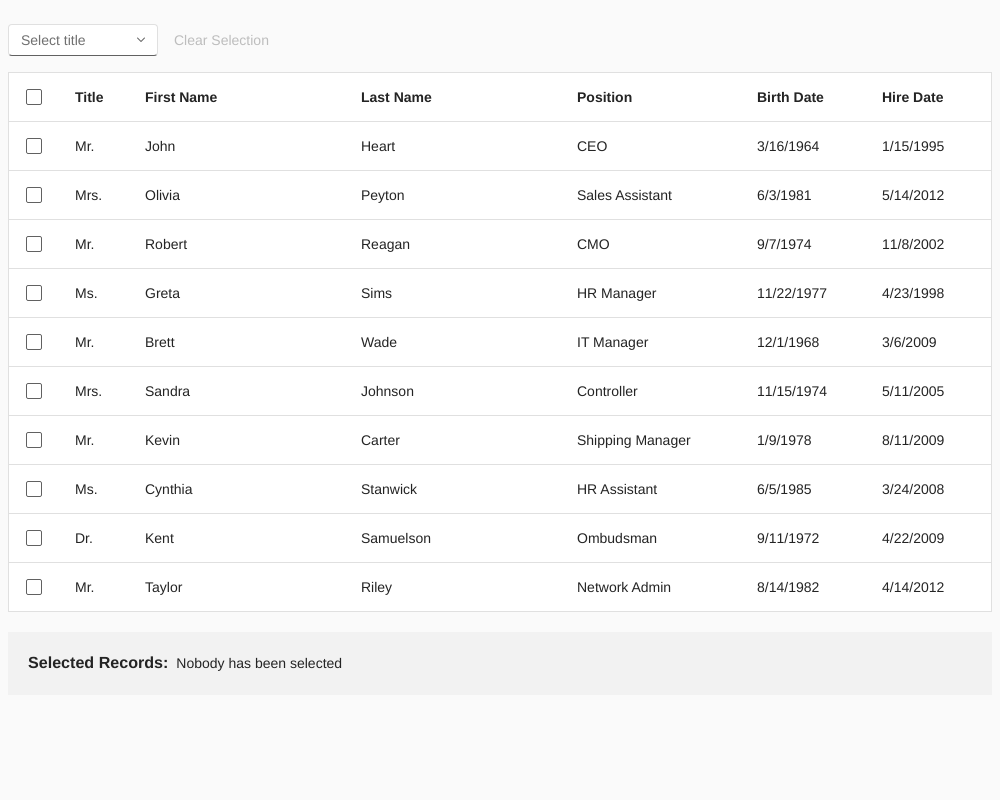 Select title Clear Selection
Title First Name Last Name Position Birth Date Hire Date
Mr. John Heart CEO 3/16/1964 1/15/1995
Mrs. Olivia Peyton Sales Assistant 6/3/1981 5/14/2012
Mr. Robert Reagan CMO 9/7/1974 11/8/2002
Ms. Greta Sims HR Manager 11/22/1977 4/23/1998
Mr. Brett Wade IT Manager 12/1/1968 3/6/2009
Mrs. Sandra Johnson Controller 11/15/1974 5/11/2005
Mr. Kevin Carter Shipping Manager 1/9/1978 8/11/2009
Ms. Cynthia Stanwick HR Assistant 6/5/1985 3/24/2008
Dr. Kent Samuelson Ombudsman 9/11/1972 4/22/2009
Mr. Taylor Riley Network Admin 8/14/1982 4/14/2012
Selected Records: Nobody has been selected